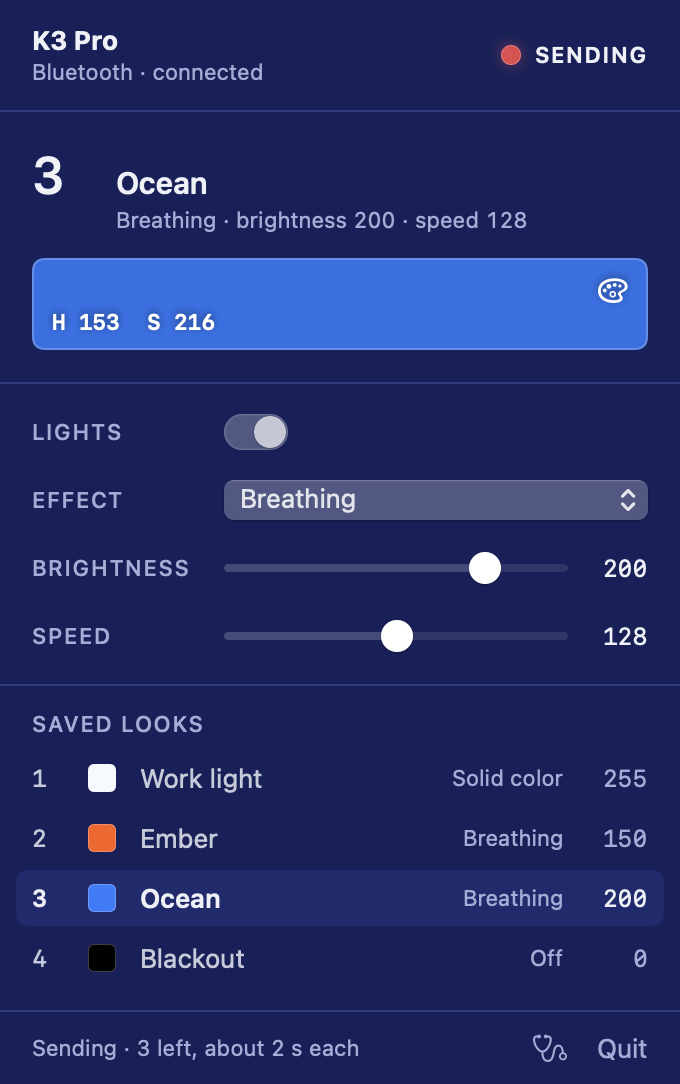 K3 Pro
Bluetooth · connected
SENDING
3 Ocean
Breathing · brightness 200 · speed 128
H 153 S 216
LIGHTS
EFFECT Breathing
BRIGHTNESS 200
SPEED 128
SAVED LOOKS
1 Work light Solid color 255
2 Ember Breathing 150
3 Ocean Breathing 200
4 Blackout Off 0
Sending · 3 left, about 2 s each Quit